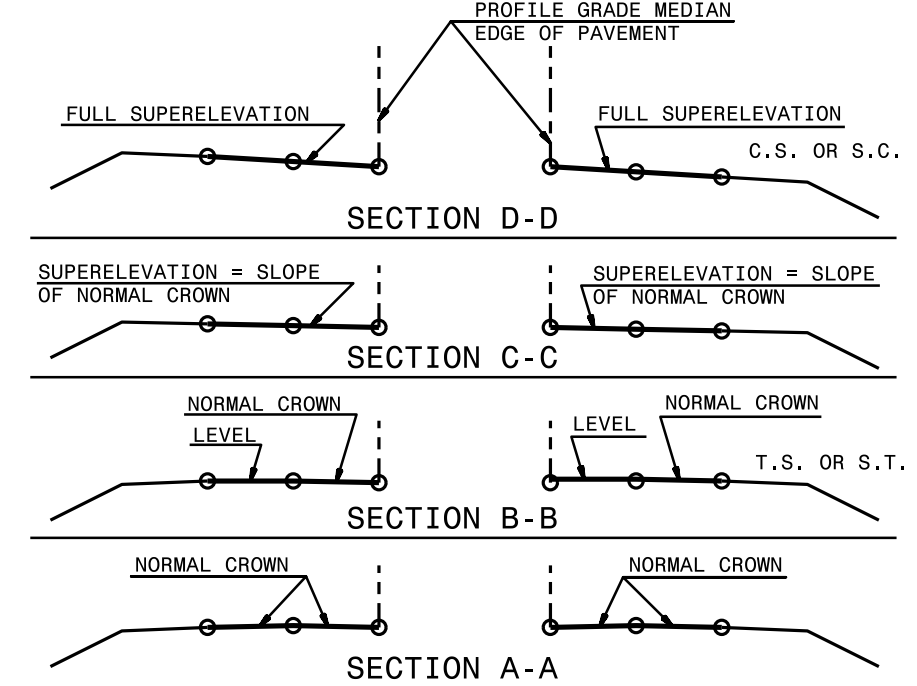 PROFILE GRADE MEDIAN
EDGE OF PAVEMENT
FULL SUPERELEVATION
FULL SUPERELEVATION
C.S. OR S.C.
SECTION D-D
SUPERELEVATION = SLOPE
OF NORMAL CROWN
SUPERELEVATION = SLOPE
OF NORMAL CROWN
SECTION C-C
NORMAL CROWN
LEVEL
NORMAL CROWN
LEVEL
T.S. OR S.T.
SECTION B-B
NORMAL CROWN
NORMAL CROWN
SECTION A-A